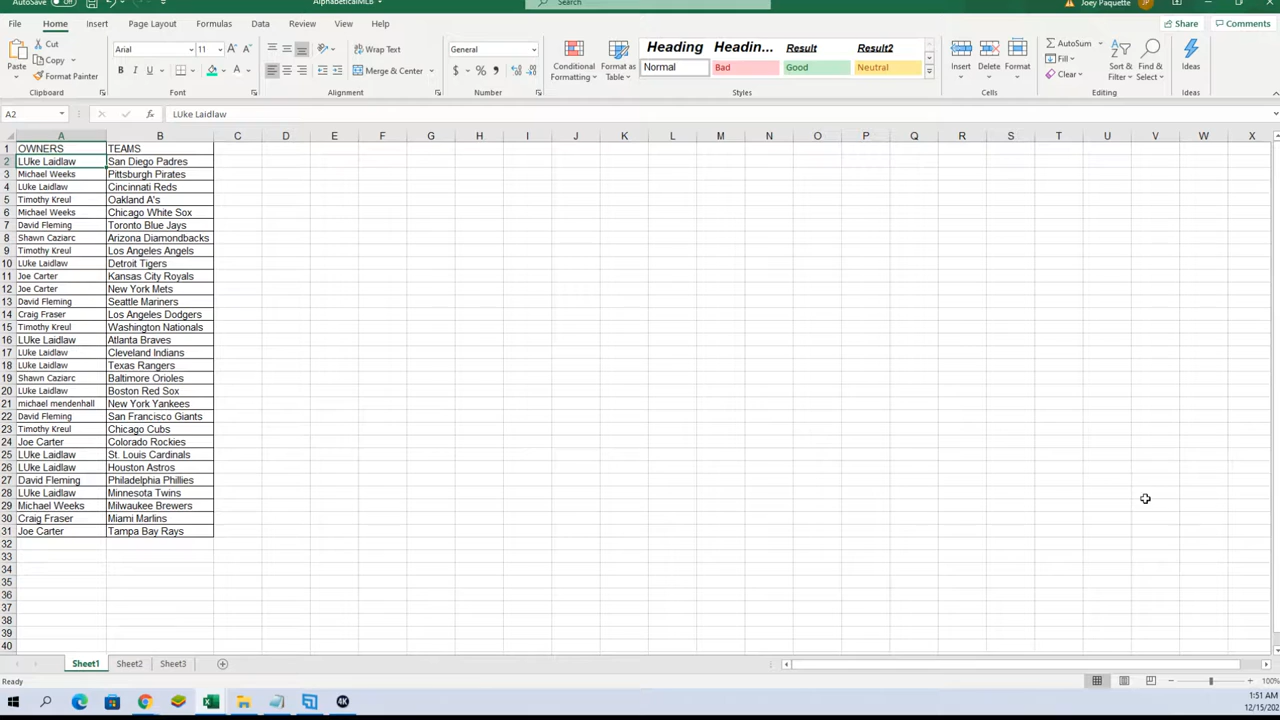 AutoSave Off AlphabeticalMLB Search Joey Paquette JP
File Home Insert Page Layout Formulas Data Review View Help Share Comments
Paste Cut Copy Format Painter Clipboard
Arial 11 A A B I U A Font
Wrap Text Merge & Center Alignment
General $ % Number
Conditional Formatting Format as Table Heading Headin... Result Result2 Normal Bad Good Neutral Styles
Insert Delete Format Cells
AutoSum Fill Clear Sort & Filter Find & Select Editing
Ideas Ideas
A2 fx LUke Laidlaw
A B C D E F G H I J K L M N O P Q R S T U V W X
1 OWNERS TEAMS
2 LUke Laidlaw San Diego Padres
3 Michael Weeks Pittsburgh Pirates
4 LUke Laidlaw Cincinnati Reds
5 Timothy Kreul Oakland A's
6 Michael Weeks Chicago White Sox
7 David Fleming Toronto Blue Jays
8 Shawn Caziarc Arizona Diamondbacks
9 Timothy Kreul Los Angeles Angels
10 LUke Laidlaw Detroit Tigers
11 Joe Carter Kansas City Royals
12 Joe Carter New York Mets
13 David Fleming Seattle Mariners
14 Craig Fraser Los Angeles Dodgers
15 Timothy Kreul Washington Nationals
16 LUke Laidlaw Atlanta Braves
17 LUke Laidlaw Cleveland Indians
18 LUke Laidlaw Texas Rangers
19 Shawn Caziarc Baltimore Orioles
20 LUke Laidlaw Boston Red Sox
21 michael mendenhall New York Yankees
22 David Fleming San Francisco Giants
23 Timothy Kreul Chicago Cubs
24 Joe Carter Colorado Rockies
25 LUke Laidlaw St. Louis Cardinals
26 LUke Laidlaw Houston Astros
27 David Fleming Philadelphia Phillies
28 LUke Laidlaw Minnesota Twins
29 Michael Weeks Milwaukee Brewers
30 Craig Fraser Miami Marlins
31 Joe Carter Tampa Bay Rays
32
33
34
35
36
37
38
39
40
Sheet1 Sheet2 Sheet3
Ready 100%
4K 1:51 AM
12/15/202